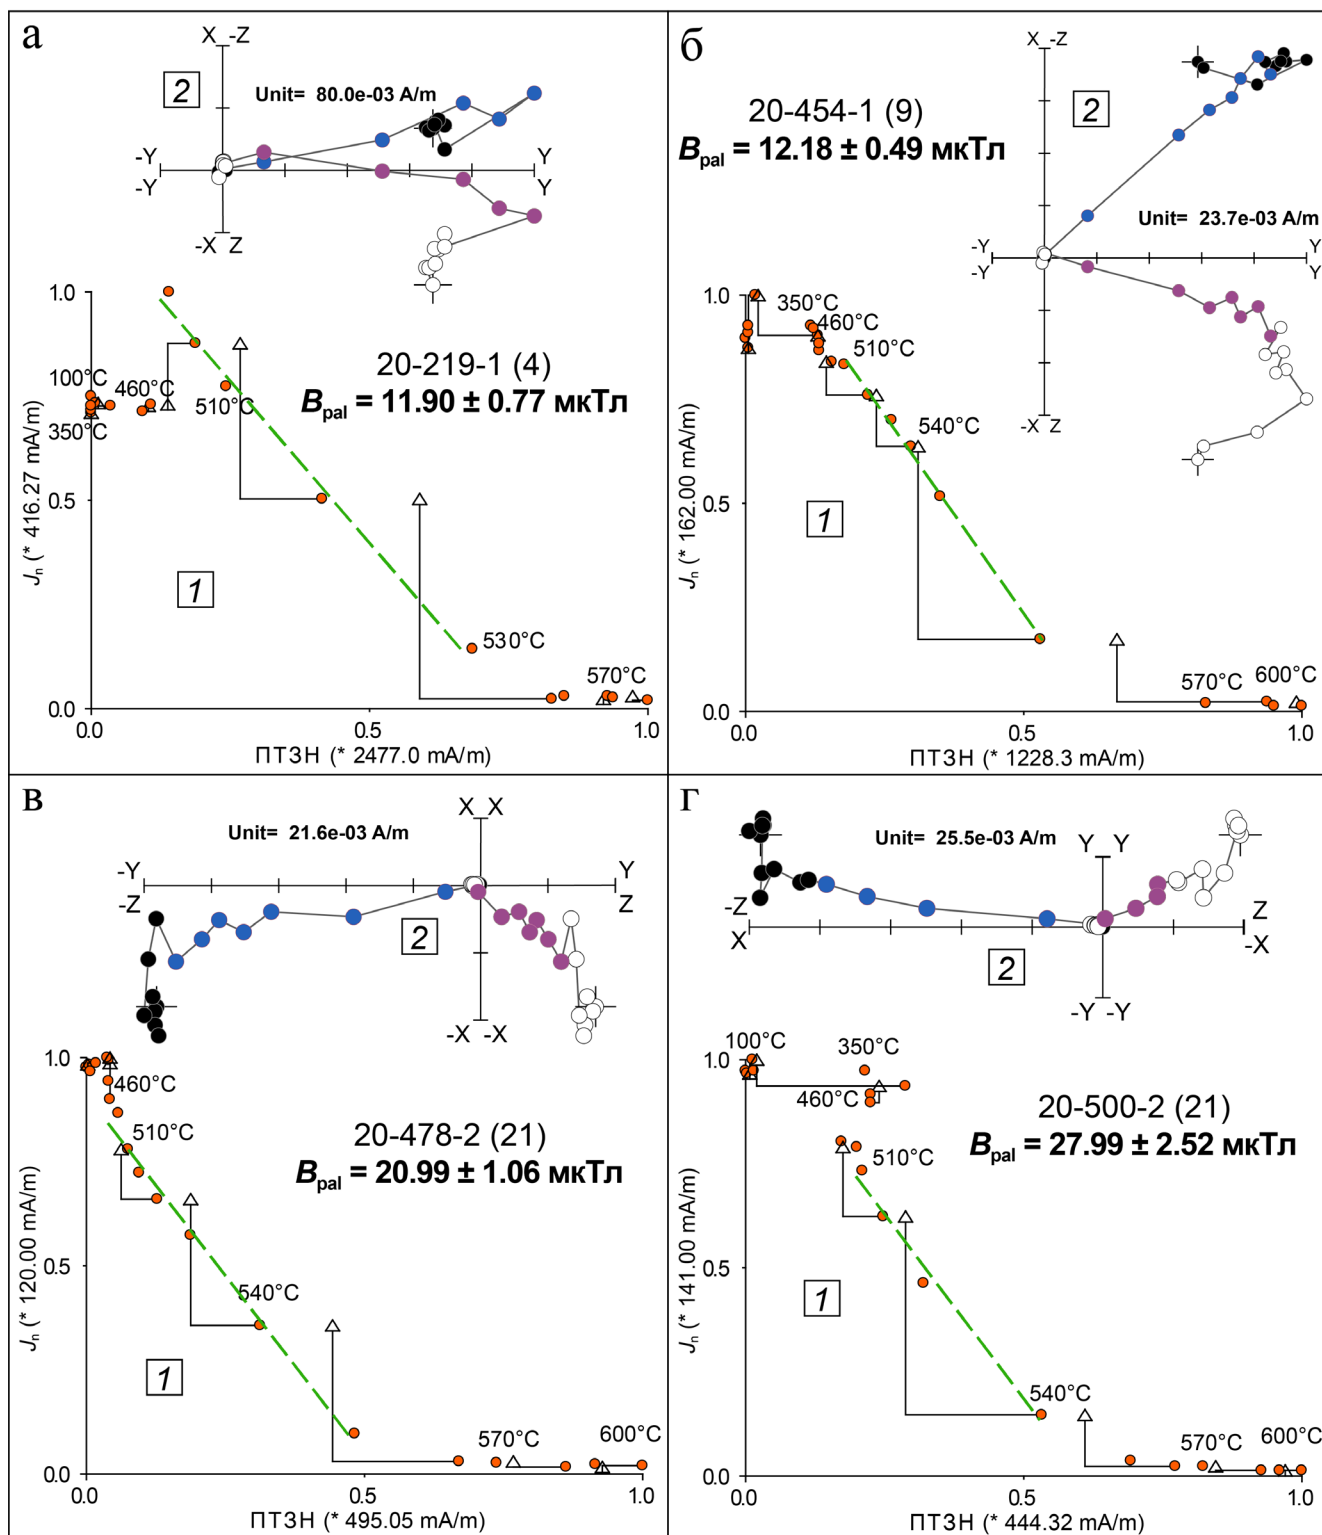 а
X -Z
2
Unit= 80.0e-03 A/m
-Y Y
-Y Y
-X Z
1.0
20-219-1 (4)
Bpal = 11.90 ± 0.77 мкТл
100°C
460°C
510°C
350°C
0.5
Jn (* 416.27 mA/m)
1
530°C
570°C
0.0
0.0 0.5 1.0
ПТЗН (* 2477.0 mA/m)
б
X -Z
2
20-454-1 (9)
Bpal = 12.18 ± 0.49 мкТл
Unit= 23.7e-03 A/m
-Y Y
-Y Y
-X Z
1.0
350°C
460°C
510°C
540°C
0.5
Jn (* 162.00 mA/m)
1
570°C
600°C
0.0
0.0 0.5 1.0
ПТЗН (* 1228.3 mA/m)
в
X X
Unit= 21.6e-03 A/m
-Y Y
-Z Z
2
-X -X
1.0
460°C
510°C
20-478-2 (21)
Bpal = 20.99 ± 1.06 мкТл
0.5
540°C
Jn (* 120.00 mA/m)
1
570°C
600°C
0.0
0.0 0.5 1.0
ПТЗН (* 495.05 mA/m)
г
Unit= 25.5e-03 A/m
Y Y
-Z Z
X -X
2
-Y -Y
100°C
350°C
1.0
460°C
20-500-2 (21)
Bpal = 27.99 ± 2.52 мкТл
510°C
0.5
Jn (* 141.00 mA/m)
1
540°C
570°C
600°C
0.0
0.0 0.5 1.0
ПТЗН (* 444.32 mA/m)